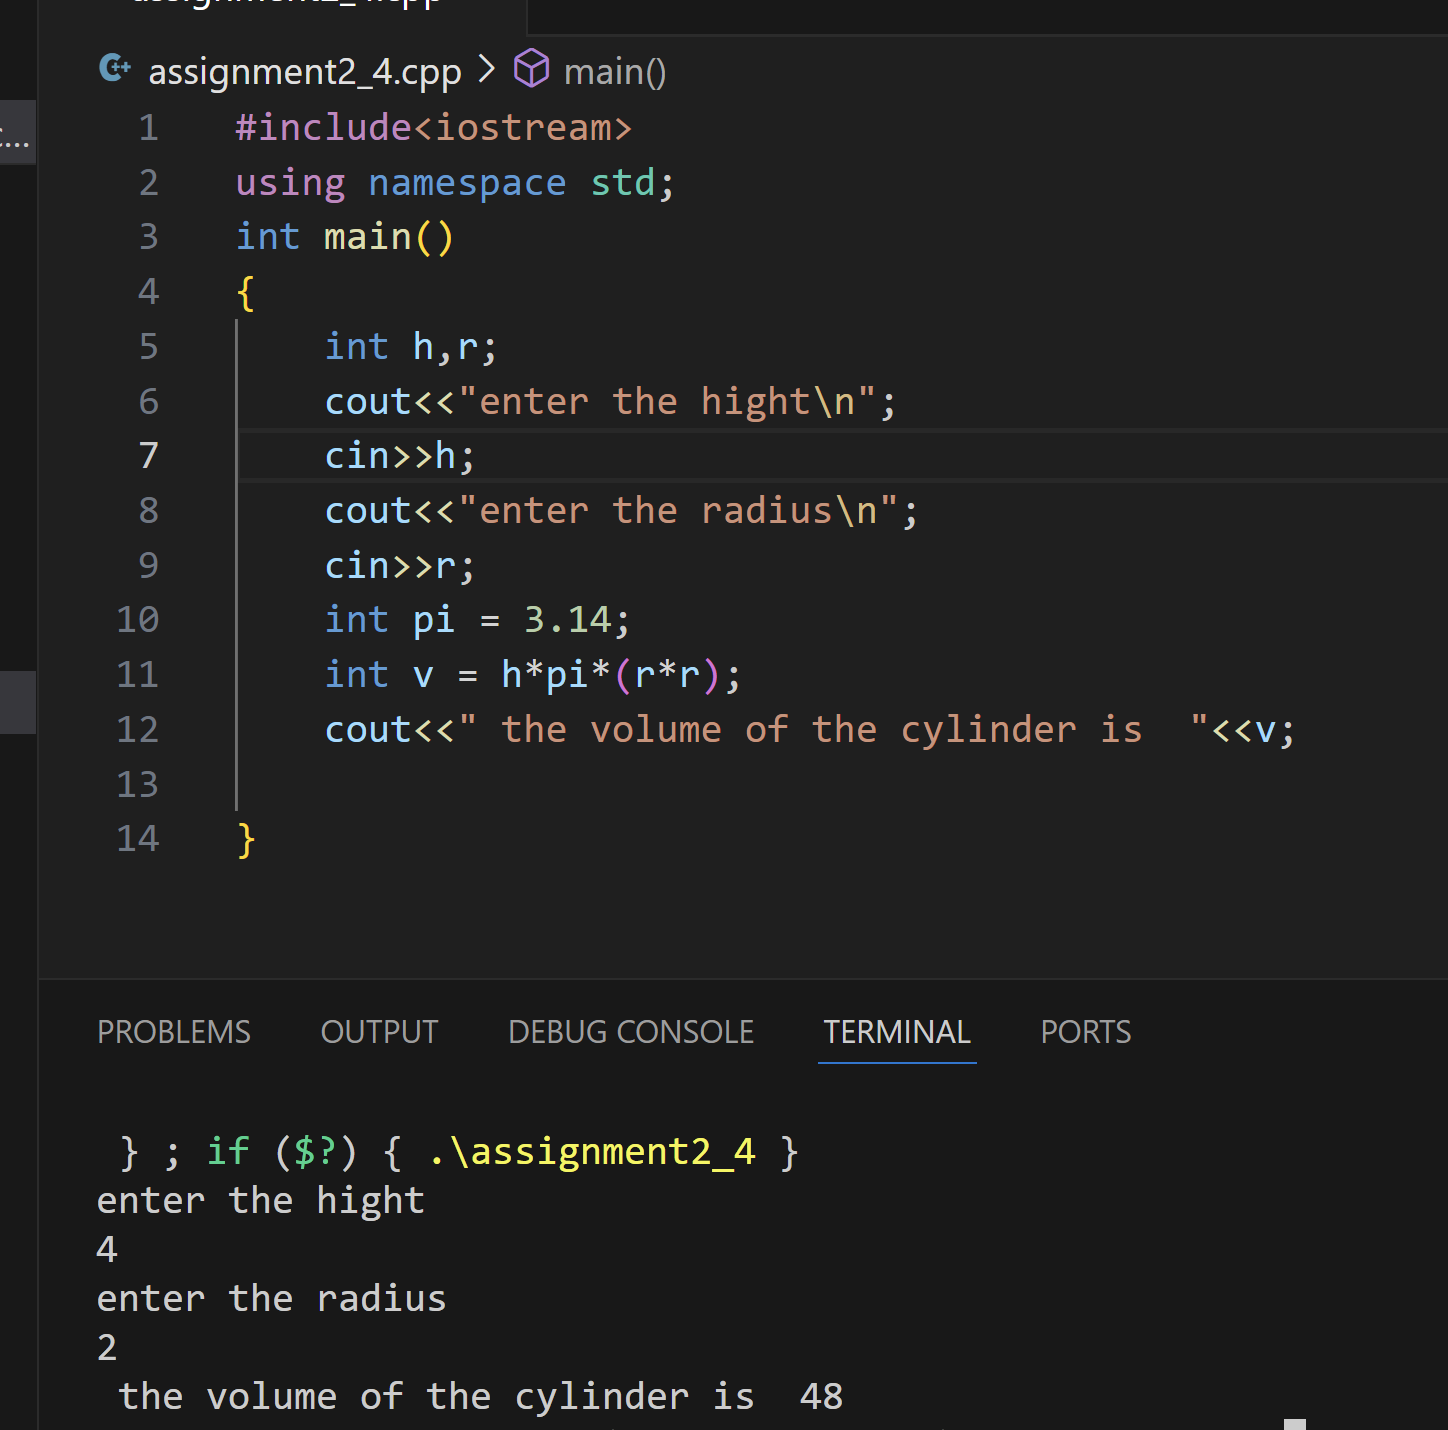 assignment2_4.cpp
assignment2_4.cpp > main()
1 #include<iostream>
2 using namespace std;
3 int main()
4 {
5     int h,r;
6     cout<<"enter the hight\n";
7     cin>>h;
8     cout<<"enter the radius\n";
9     cin>>r;
10     int pi = 3.14;
11     int v = h*pi*(r*r);
12     cout<<" the volume of the cylinder is  "<<v;
13
14 }
PROBLEMS OUTPUT DEBUG CONSOLE TERMINAL PORTS
 } ; if ($?) { .\assignment2_4 }
enter the hight
4
enter the radius
2
 the volume of the cylinder is  48